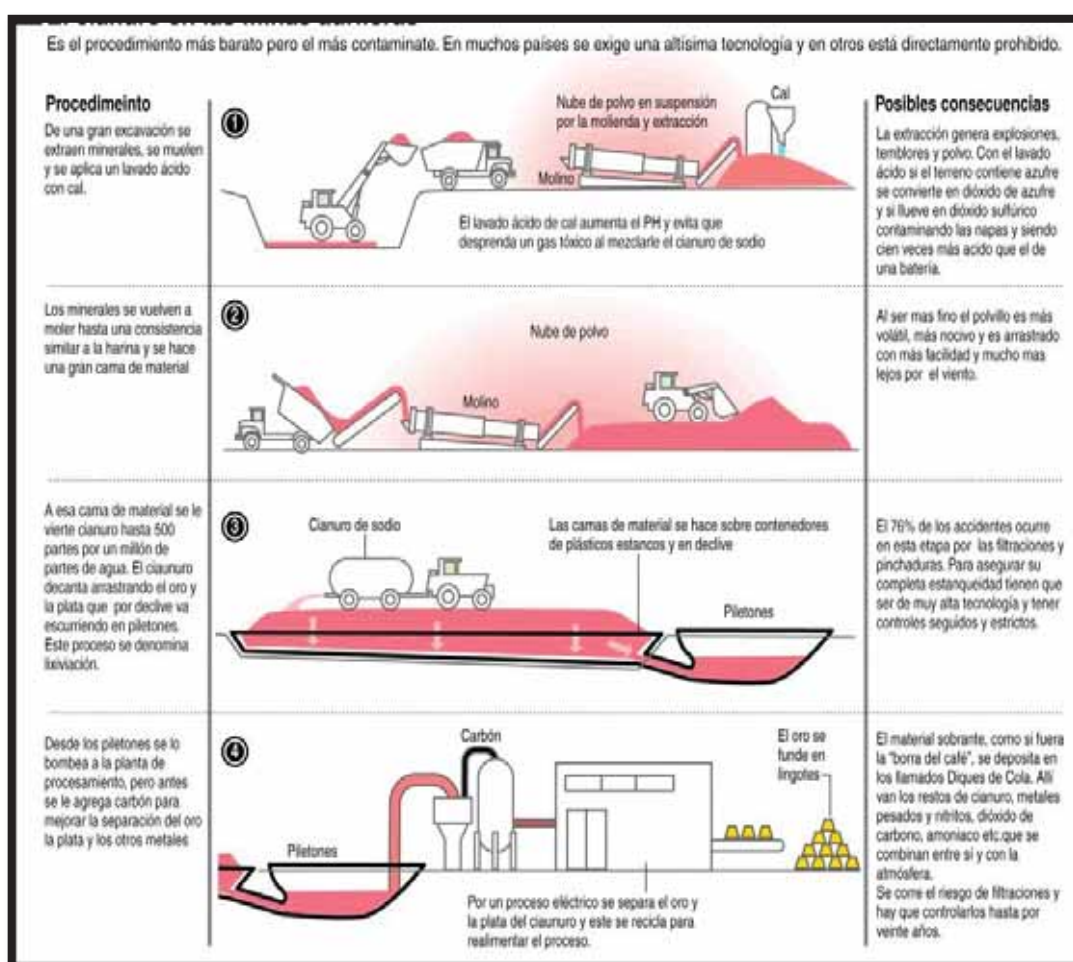 Es el procedimiento más barato pero el más contaminate. En muchos países se exige una altísima tecnología y en otros está directamente prohibido.
Procedimeinto
De una gran excavación se
extraen minerales, se muelen
y se aplica un lavado ácido
con cal.
1
Nube de polvo en suspensión
por la molienda y extracción
Cal
Molino
El lavado ácido de cal aumenta el PH y evita que
desprenda un gas tóxico al mezclarle el cianuro de sodio
Posibles consecuencias
La extracción genera explosiones,
temblores y polvo. Con el lavado
ácido si el terreno contiene azufre
se convierte en dióxido de azufre
y si llueve en dióxido sulfúrico
contaminando las napas y siendo
cien veces más acido que el de
una batería.
Los minerales se vuelven a
moler hasta una consistencia
similar a la harina y se hace
una gran cama de material
2
Nube de polvo
Molino
Al ser mas fino el polvillo es más
volátil, más nocivo y es arrastrado
con más facilidad y mucho mas
lejos por el viento.
A esa cama de material se le
vierte cianuro hasta 500
partes por un millón de
partes de agua. El ciaunuro
decanta arrastrando el oro y
la plata que por declive va
escurriendo en piletones.
Este proceso se denomina
lixiviación.
3
Cianuro de sodio
Las camas de material se hace sobre contenedores
de plásticos estancos y en declive
Piletones
El 76% de los accidentes ocurre
en esta etapa por las filtraciones y
pinchaduras. Para asegurar su
completa estanqueidad tienen que
ser de muy alta tecnología y tener
controles seguidos y estrictos.
Desde los piletones se lo
bombea a la planta de
procesamiento, pero antes
se le agrega carbón para
mejorar la separación del oro
la plata y los otros metales
4
Carbón
El oro se
funde en
lingotes
Piletones
Por un proceso eléctrico se separa el oro y
la plata del ciaunuro y este se recicla para
realimentar el proceso.
El material sobrante, como si fuera
la "borra del café", se deposita en
los llamados Diques de Cola. Allí
van los restos de cianuro, metales
pesados y nitritos, dióxido de
carbono, amoniaco etc.que se
combinan entre sí y con la
atmósfera.
Se corre el riesgo de filtraciones y
hay que controlarlos hasta por
veinte años.